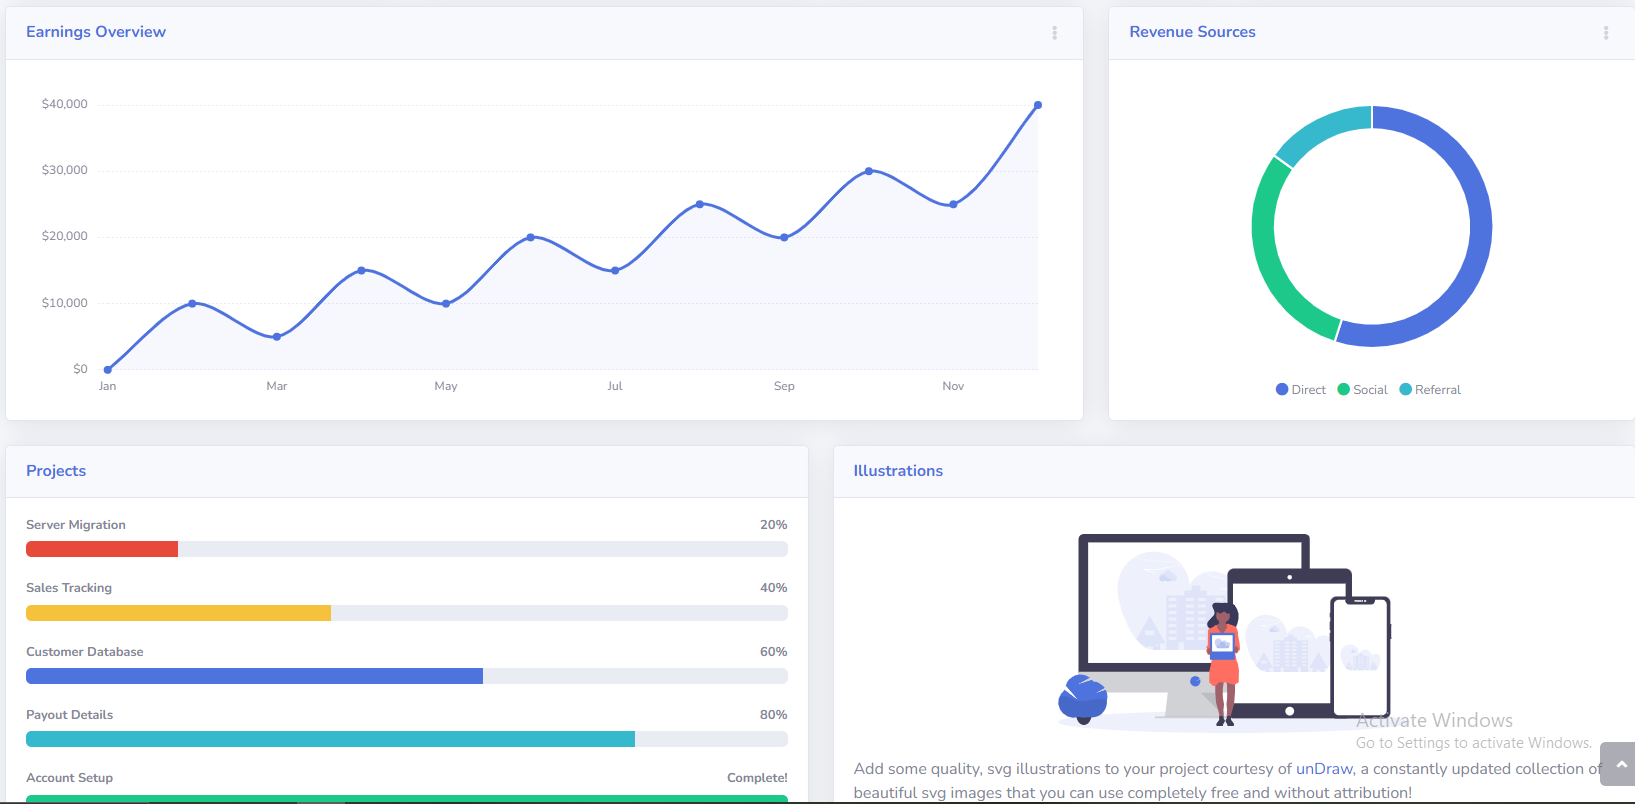 Earnings Overview
$40,000
$30,000
$20,000
$10,000
$0
Jan Mar May Jul Sep Nov
Revenue Sources
Direct Social Referral
Projects
Server Migration 20%
Sales Tracking 40%
Customer Database 60%
Payout Details 80%
Account Setup Complete!
Illustrations
Activate Windows
Go to Settings to activate Windows.
Add some quality, svg illustrations to your project courtesy of unDraw, a constantly updated collection of
beautiful svg images that you can use completely free and without attribution!